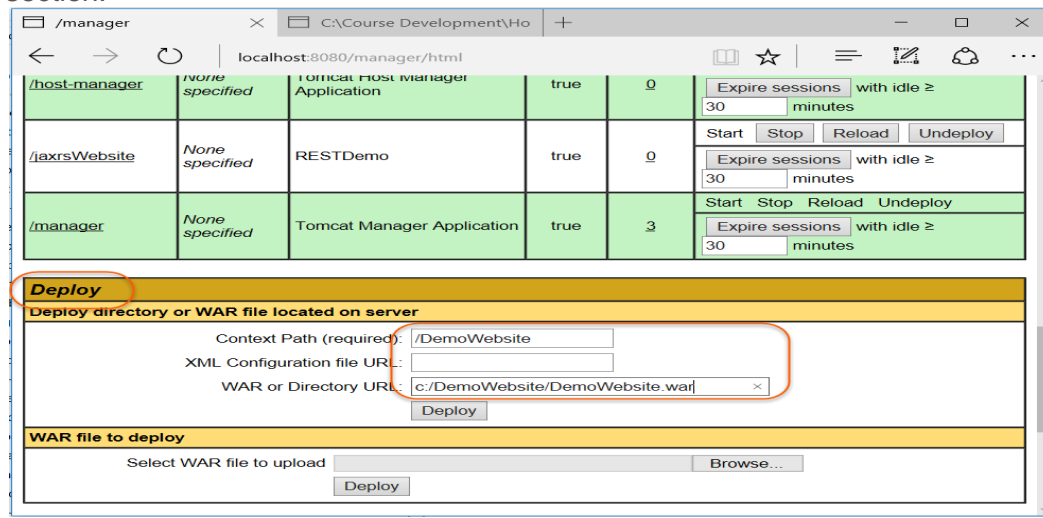 section.
/manager
C:\Course Development\Ho
localhost:8080/manager/html
/host-manager
None specified
Tomcat Host Manager Application
true
0
Expire sessions with idle ≥
30 minutes
/jaxrsWebsite
None specified
RESTDemo
true
0
Start Stop Reload Undeploy
Expire sessions with idle ≥
30 minutes
/manager
None specified
Tomcat Manager Application
true
3
Start Stop Reload Undeploy
Expire sessions with idle ≥
30 minutes
Deploy
Deploy directory or WAR file located on server
Context Path (required): /DemoWebsite
XML Configuration file URL:
WAR or Directory URL: c:/DemoWebsite/DemoWebsite.war
Deploy
WAR file to deploy
Select WAR file to upload Browse...
Deploy